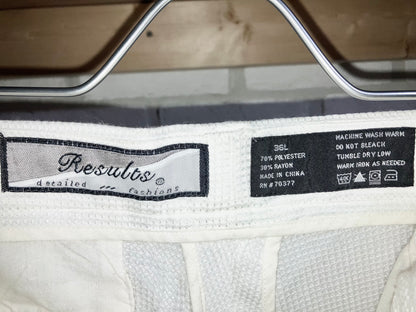 Results®
detailed fashions
36L
70% POLYESTER
30% RAYON
MADE IN CHINA
RN # 70377
MACHINE WASH WARM
DO NOT BLEACH
TUMBLE DRY LOW
WARM IRON AS NEEDED